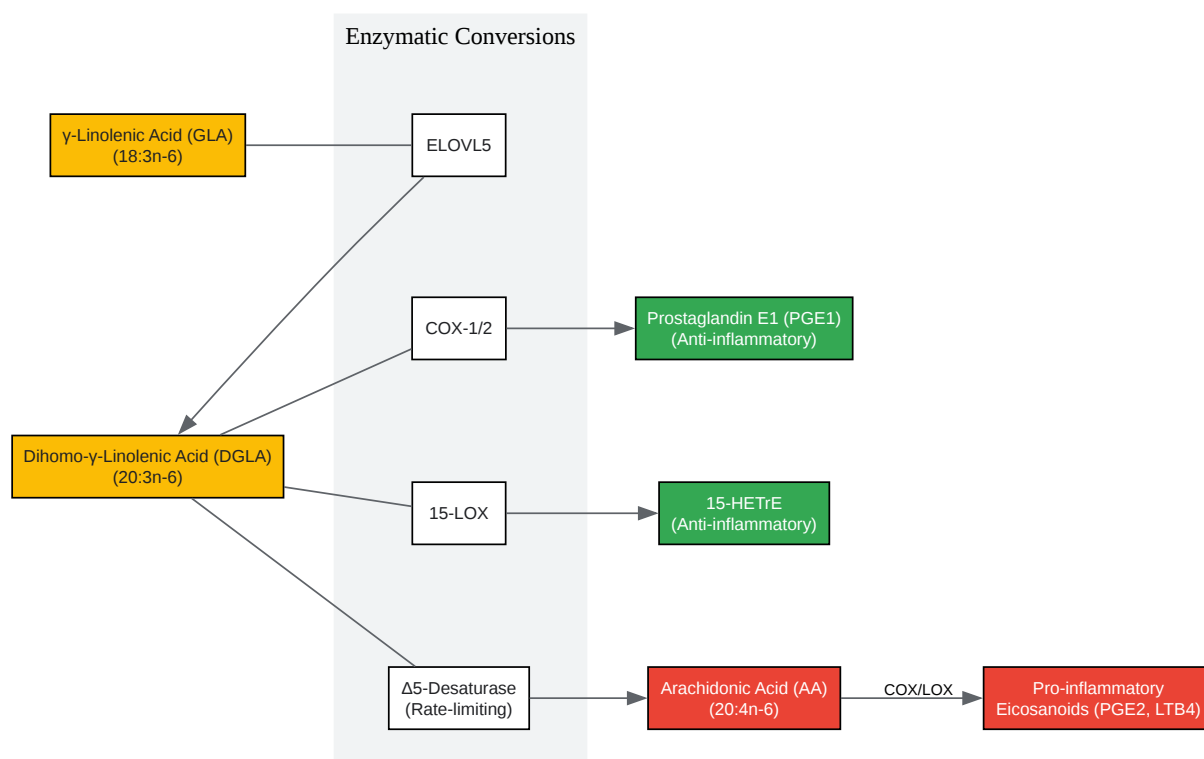 Enzymatic Conversions
γ-Linolenic Acid (GLA)
(18:3n-6)
ELOVL5
COX-1/2
Prostaglandin E1 (PGE1)
(Anti-inflammatory)
Dihomo-γ-Linolenic Acid (DGLA)
(20:3n-6)
15-LOX
15-HETrE
(Anti-inflammatory)
Δ5-Desaturase
(Rate-limiting)
Arachidonic Acid (AA)
(20:4n-6)
COX/LOX
Pro-inflammatory
Eicosanoids (PGE2, LTB4)